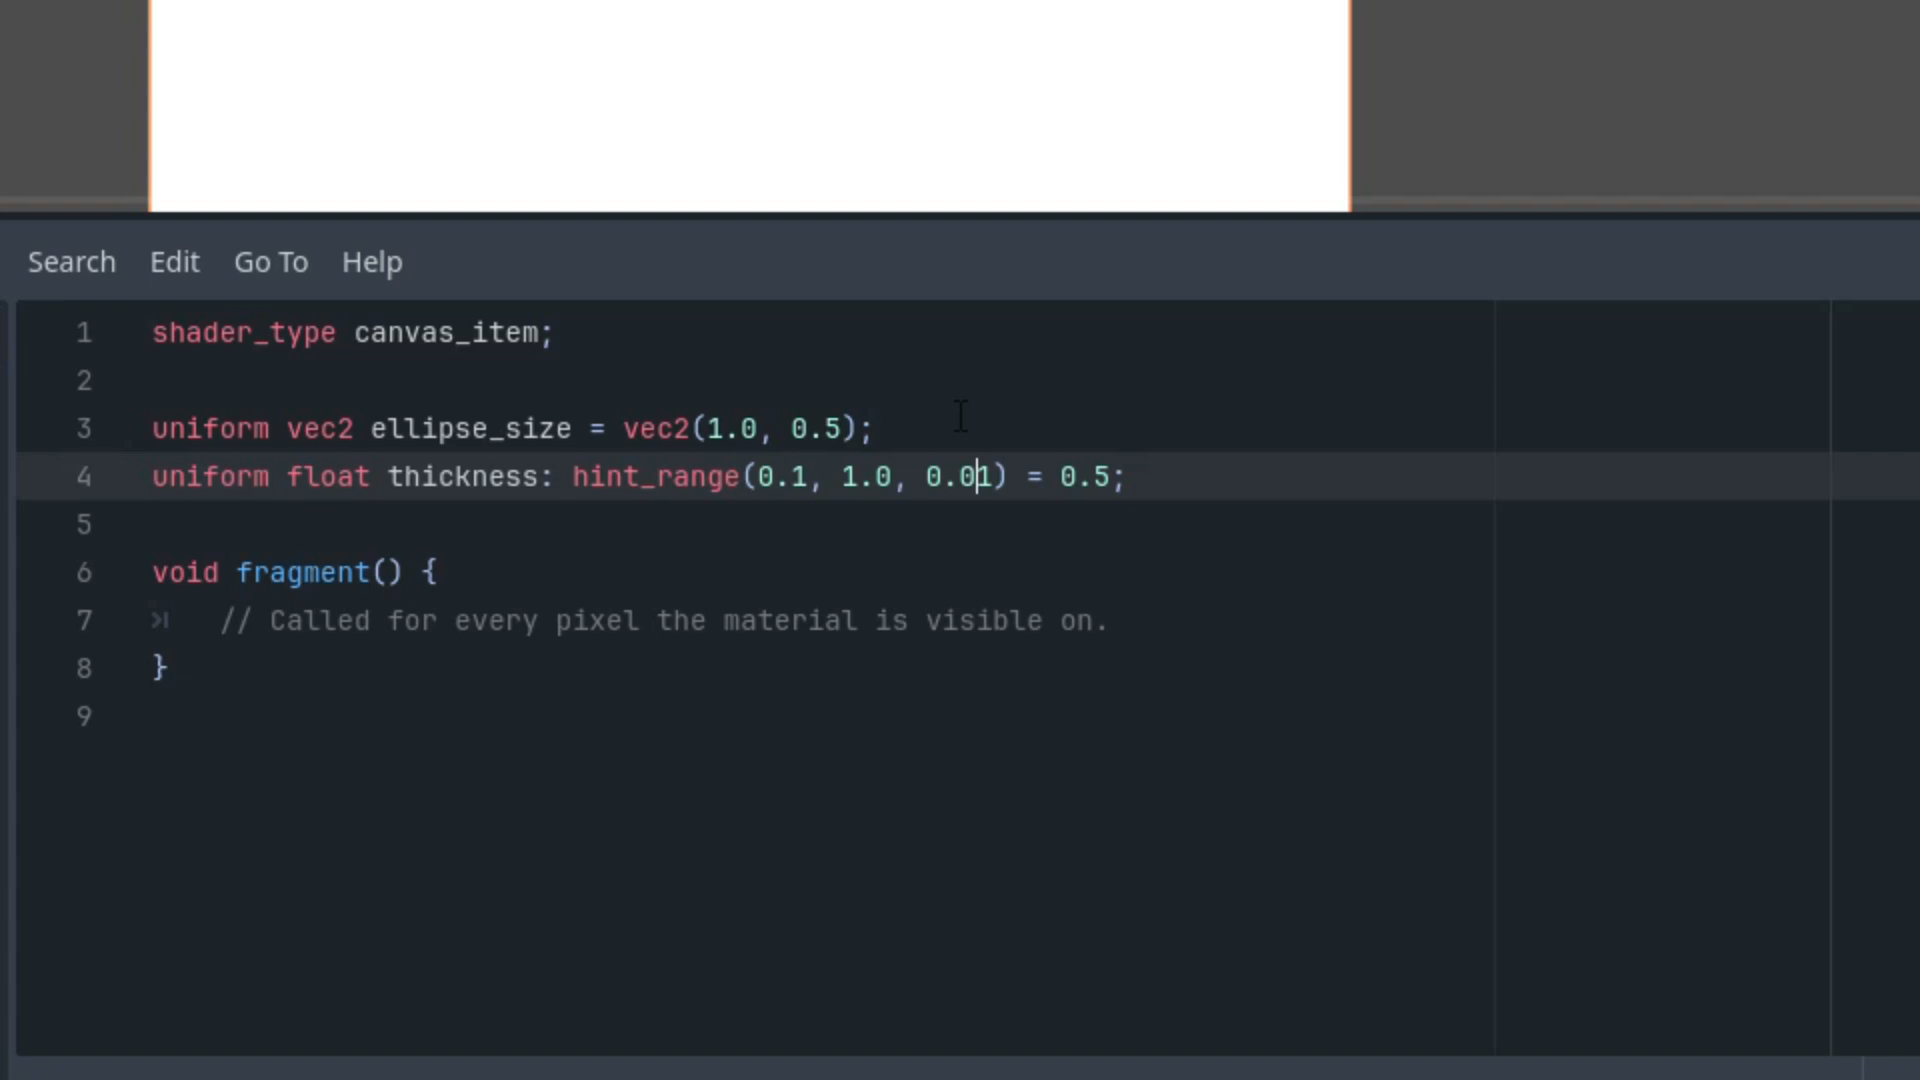 Search Edit Go To Help
1 shader_type canvas_item;
2
3 uniform vec2 ellipse_size = vec2(1.0, 0.5);
4 uniform float thickness: hint_range(0.1, 1.0, 0.01) = 0.5;
5
6 void fragment() {
7 // Called for every pixel the material is visible on.
8 }
9